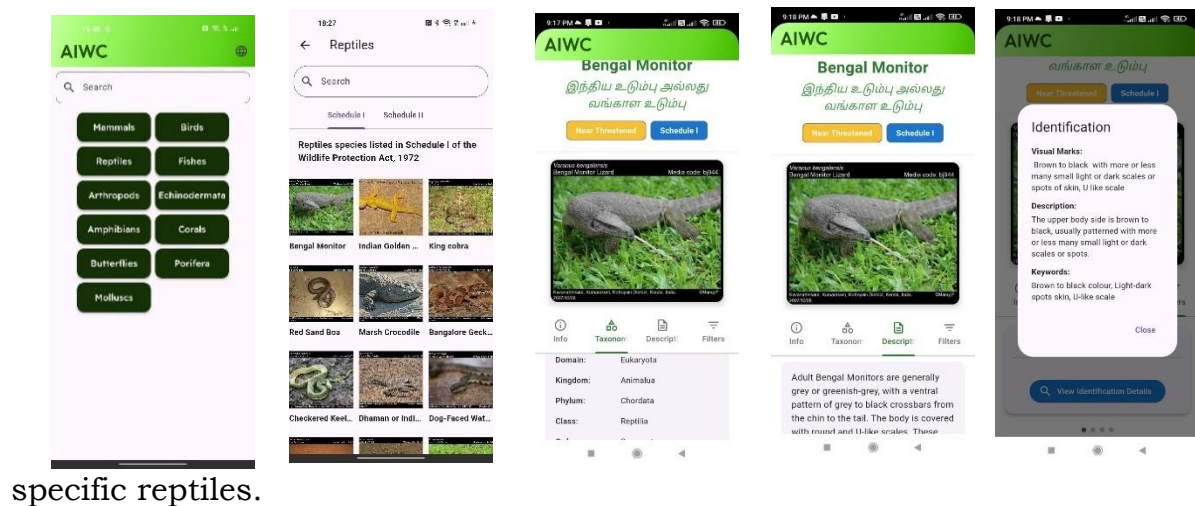 AIWC
Search
Mammals
Birds
Reptiles
Fishes
Arthropods
Echinodermata
Amphibians
Corals
Butterflies
Porifera
Molluscs
18:27
Reptiles
Search
Schedule I
Schedule II
Reptiles species listed in Schedule I of the
Wildlife Protection Act, 1972
Bengal Monitor
Indian Golden ...
King cobra
Red Sand Boa
Marsh Crocodile
Bangalore Geck...
Checkered Keel...
Dhaman or Indi...
Dog-Faced Wat...
9:17 PM
AIWC
Bengal Monitor
இந்திய உடும்பு அல்லது
வங்காள உடும்பு
Near Threatened
Schedule I
Varanus bengalensis
Bengal Monitor Lizard
Media code: bj944
Info
Taxonom
Descripti
Filters
Domain: Eukaryota
Kingdom: Animalua
Phylum: Chordata
Class: Reptilia
9:18 PM
AIWC
Bengal Monitor
இந்திய உடும்பு அல்லது
வங்காள உடும்பு
Near Threatened
Schedule I
Varanus bengalensis
Bengal Monitor Lizard
Media code: bj944
Info
Taxonom
Descripti
Filters
Adult Bengal Monitors are generally
grey or greenish-grey, with a ventral
pattern of grey to black crossbars from
the chin to the tail. The body is covered
with round and U-like scales. These
9:18 PM
AIWC
வங்காள உடும்பு
Near Threatened
Schedule I
Identification
Visual Marks:
Brown to black with more or less
many small light or dark scales or
spots of skin, U like scale
Description:
The upper body side is brown to
black, usually patterned with more
or less many small light or dark
scales or spots.
Keywords:
Brown to black colour, Light-dark
spots skin, U-like scale
Close
View Identification Details
specific reptiles.